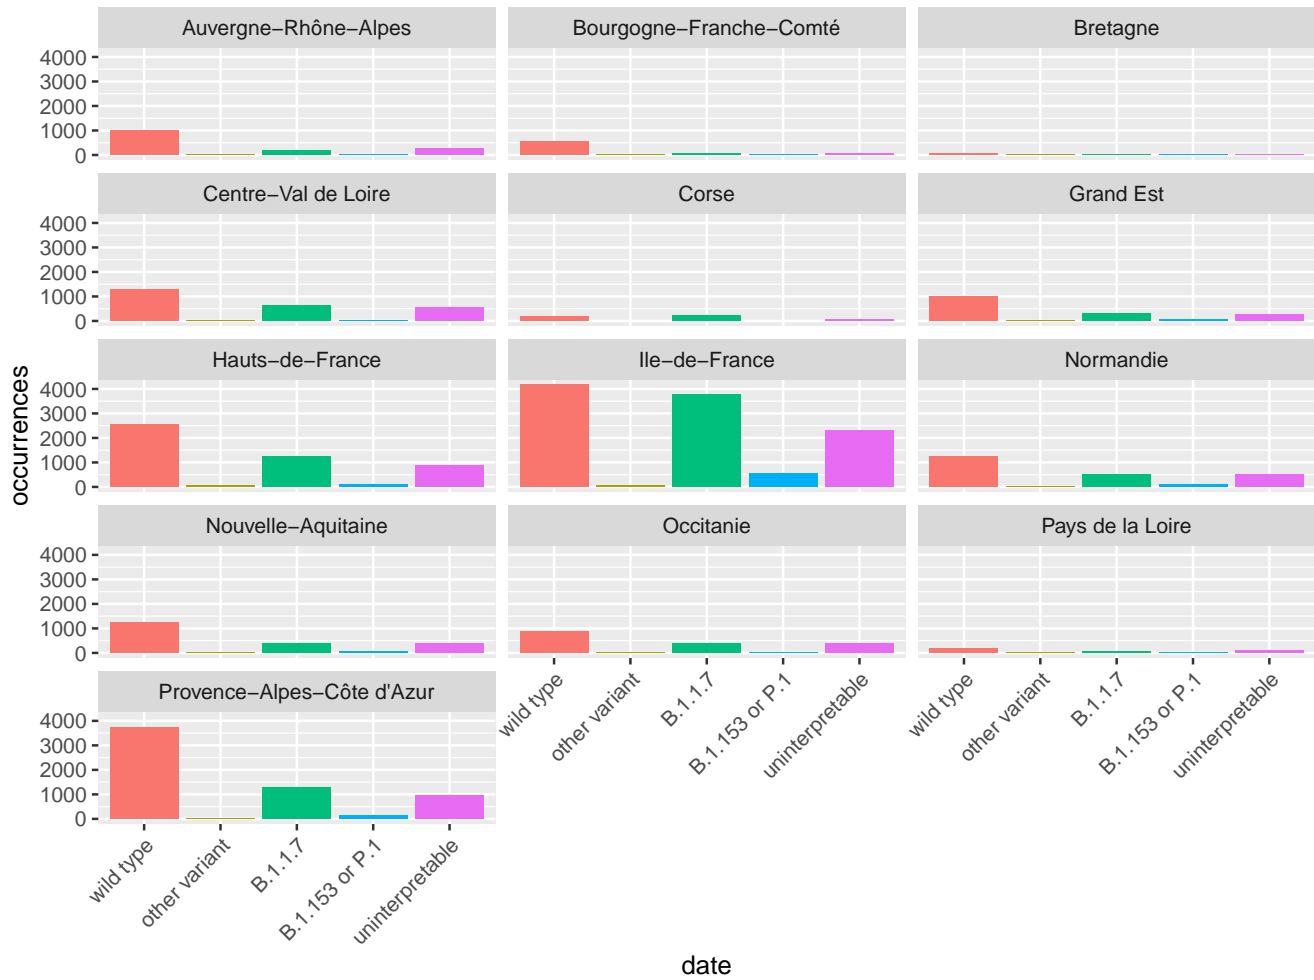 Auvergne−Rhône−Alpes
Bourgogne−Franche−Comté
Bretagne
4000
3000
2000
1000
0
Centre−Val de Loire
Corse
Grand Est
4000
3000
2000
1000
0
Hauts−de−France
Ile−de−France
Normandie
4000
3000
2000
1000
0
occurrences
Nouvelle−Aquitaine
Occitanie
Pays de la Loire
4000
3000
2000
1000
0
wild type
other variant
B.1.1.7
B.1.153 or P.1
uninterpretable
wild type
other variant
B.1.1.7
B.1.153 or P.1
uninterpretable
Provence−Alpes−Côte d'Azur
4000
3000
2000
1000
0
wild type
other variant
B.1.1.7
B.1.153 or P.1
uninterpretable
date